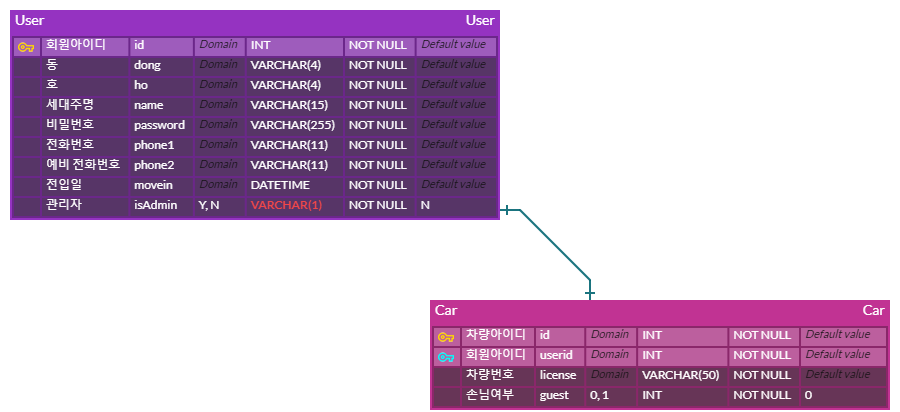 User User
회원아이디 id Domain INT NOT NULL Default value
동 dong Domain VARCHAR(4) NOT NULL Default value
호 ho Domain VARCHAR(4) NOT NULL Default value
세대주명 name Domain VARCHAR(15) NOT NULL Default value
비밀번호 password Domain VARCHAR(255) NOT NULL Default value
전화번호 phone1 Domain VARCHAR(11) NOT NULL Default value
예비 전화번호 phone2 Domain VARCHAR(11) NOT NULL Default value
전입일 movein Domain DATETIME NOT NULL Default value
관리자 isAdmin Y, N VARCHAR(1) NOT NULL N
Car Car
차량아이디 id Domain INT NOT NULL Default value
회원아이디 userid Domain INT NOT NULL Default value
차량번호 license Domain VARCHAR(50) NOT NULL Default value
손님여부 guest 0, 1 INT NOT NULL 0